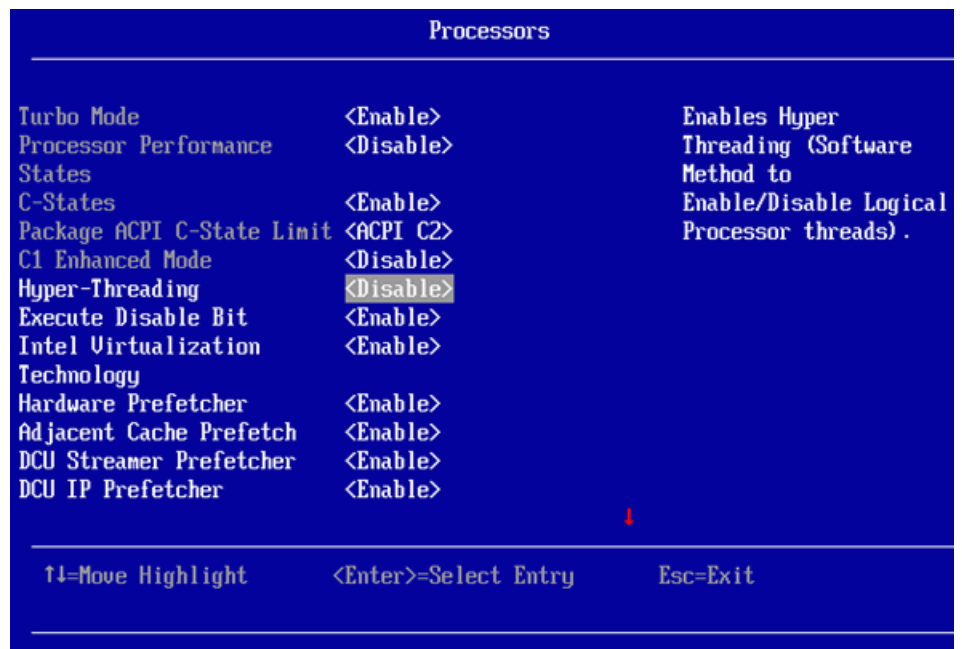 Processors
Turbo Mode <Enable>
Processor Performance <Disable>
States
C-States <Enable>
Package ACPI C-State Limit <ACPI C2>
C1 Enhanced Mode <Disable>
Hyper-Threading <Disable>
Execute Disable Bit <Enable>
Intel Virtualization <Enable>
Technology
Hardware Prefetcher <Enable>
Adjacent Cache Prefetch <Enable>
DCU Streamer Prefetcher <Enable>
DCU IP Prefetcher <Enable>
Enables Hyper
Threading (Software
Method to
Enable/Disable Logical
Processor threads).
↓
↑↓=Move Highlight <Enter>=Select Entry Esc=Exit